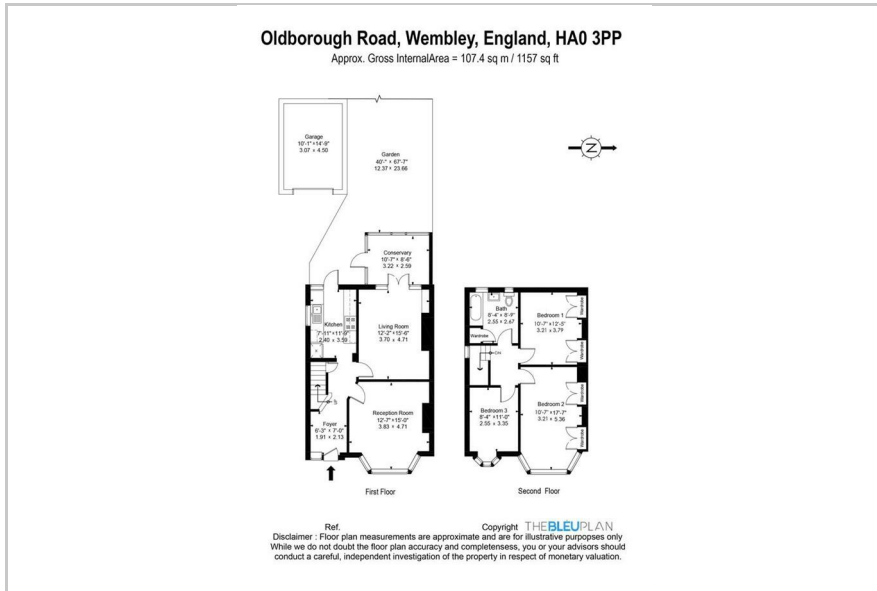 Oldborough Road, Wembley, England, HA0 3PP
Approx. Gross InternalArea = 107.4 sq m / 1157 sq ft
Garage
10'-1"×14'-9"
3.07 × 4.50
Garden
40'-" × 67'-7"
12.37 × 23.66
N
Conservary
10'-7" × 8'-6"
3.22 × 2.59
Kitchen
7'-11"×11'-9"
2.40 × 3.59
Living Room
12'-2" ×15'-6"
3.70 × 4.71
Foyer
6'-3" × 7'-0"
1.91 × 2.13
Reception Room
12'-7" ×15'-0"
3.83 × 4.71
First Floor
Bath
8'-4" × 8'-9"
2.55 × 2.67
Wardrobe
Bedroom 1
10'-7" ×12'-5"
3.21 × 3.79
Wardrobe
Wardrobe
Bedroom 2
10'-7" ×17'-7"
3.21 × 5.36
Wardrobe
Wardrobe
Bedroom 3
8'-4" ×11'-0"
2.55 × 3.35
Second Floor
Ref.
Copyright THEBLEUPLAN
Disclaimer : Floor plan measurements are approximate and are for illustrative purpopses only
While we do not doubt the floor plan accuracy and completensess, you or your advisors should
conduct a careful, independent investigation of the property in respect of monetary valuation.